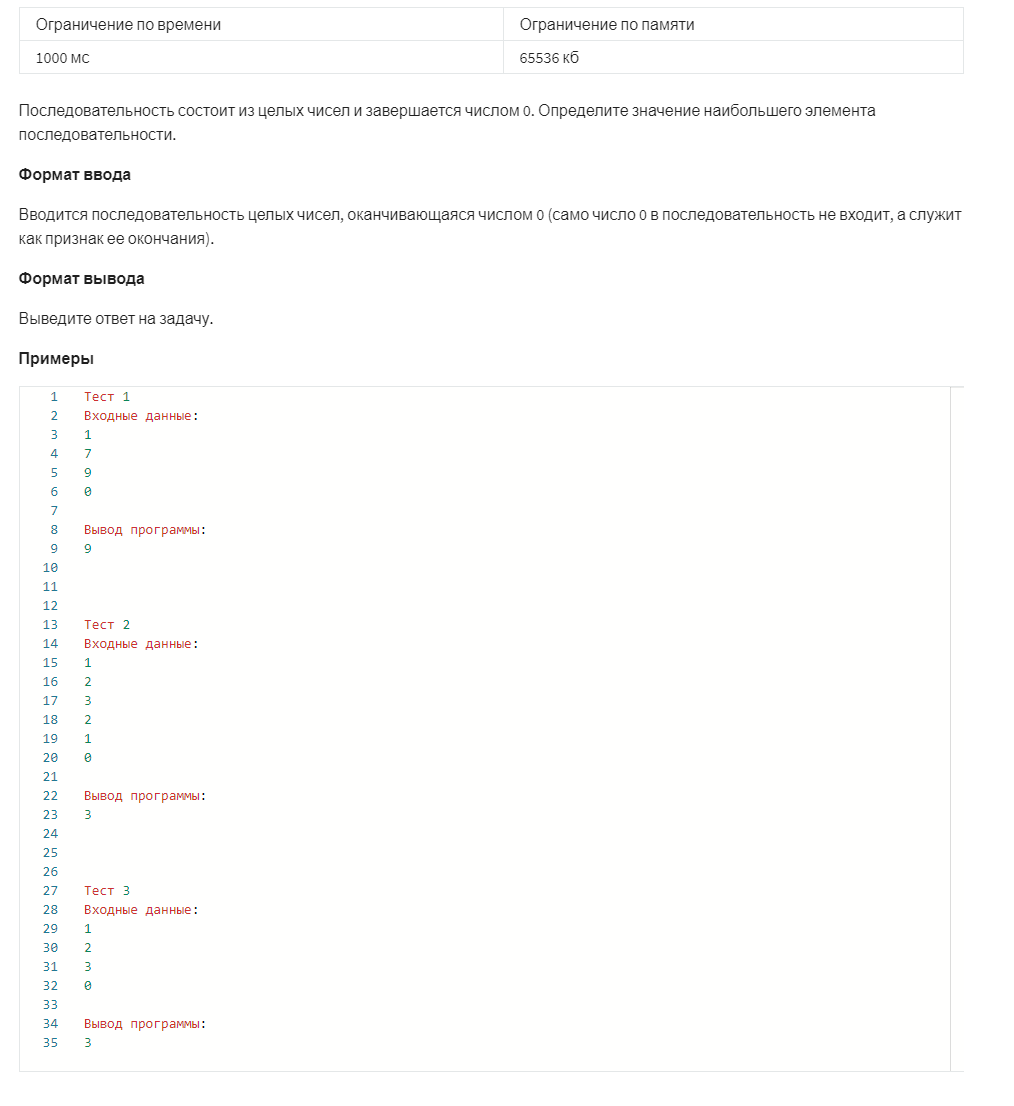 Ограничение по времени
Ограничение по памяти
1000 мс
65536 кб
Последовательность состоит из целых чисел и завершается числом 0. Определите значение наибольшего элемента
последовательности.
Формат ввода
Вводится последовательность целых чисел, оканчивающаяся числом 0 (само число 0 в последовательность не входит, а служит
как признак ее окончания).
Формат вывода
Выведите ответ на задачу.
Примеры
1 Тест 1
2 Входные данные:
3 1
4 7
5 9
6 0
7
8 Вывод программы:
9 9
10
11
12
13 Тест 2
14 Входные данные:
15 1
16 2
17 3
18 2
19 1
20 0
21
22 Вывод программы:
23 3
24
25
26
27 Тест 3
28 Входные данные:
29 1
30 2
31 3
32 0
33
34 Вывод программы:
35 3